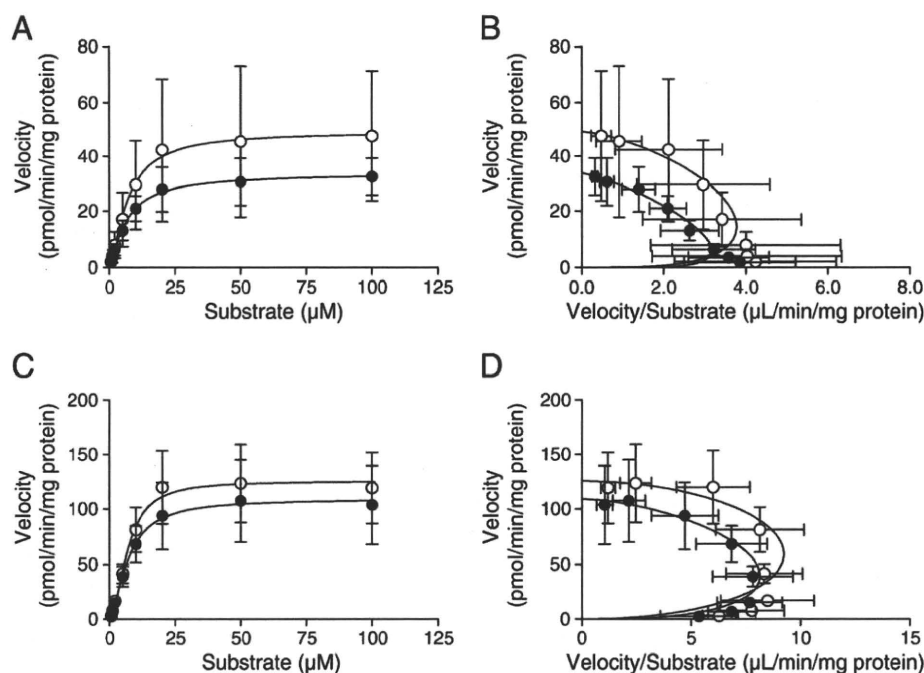 A
Velocity
(pmol/min/mg protein)
80
60
40
20
0
0 25 50 75 100 125
Substrate (µM)
B
Velocity
(pmol/min/mg protein)
80
60
40
20
0
0.0 2.0 4.0 6.0 8.0
Velocity/Substrate (µL/min/mg protein)
C
Velocity
(pmol/min/mg protein)
200
150
100
50
0
0 25 50 75 100 125
Substrate (µM)
D
Velocity
(pmol/min/mg protein)
200
150
100
50
0
0 5 10 15
Velocity/Substrate (µL/min/mg protein)